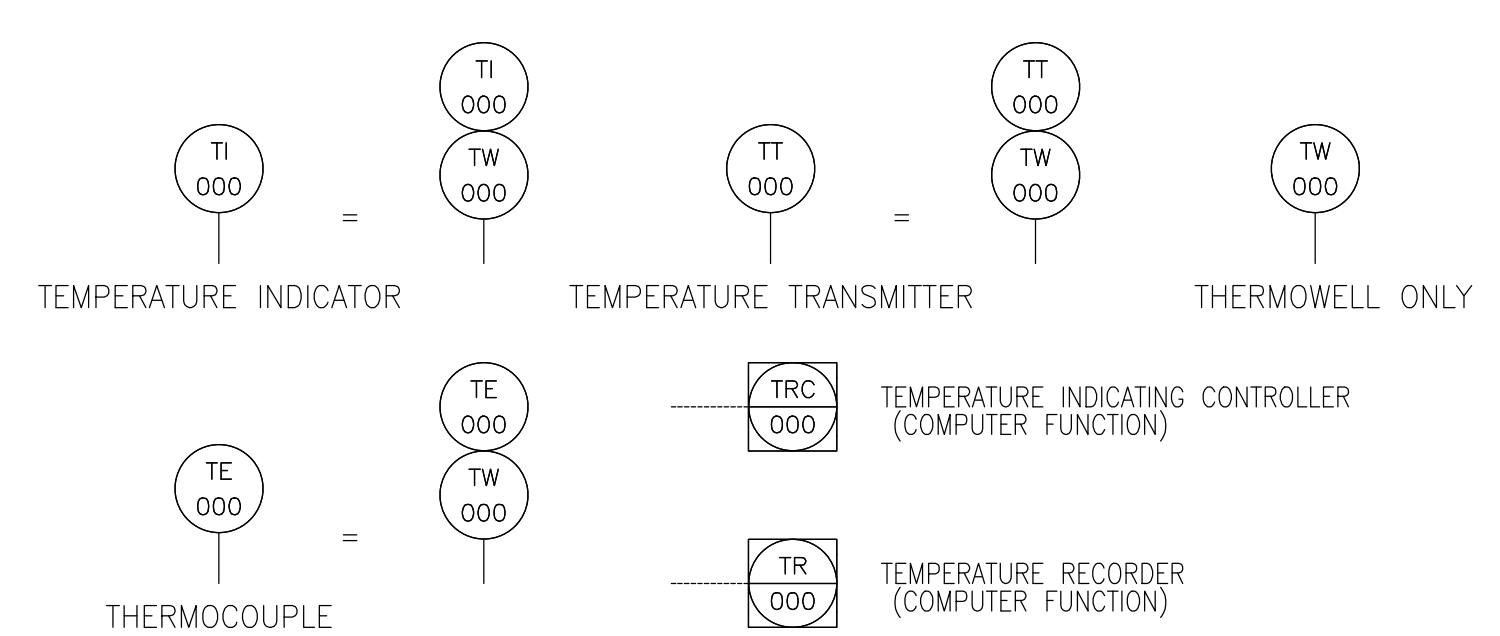 TI
000
=
TI
000
TW
000
TEMPERATURE INDICATOR
TT
000
=
TT
000
TW
000
TEMPERATURE TRANSMITTER
TW
000
THERMOWELL ONLY
TE
000
=
TE
000
TW
000
THERMOCOUPLE
TRC
000
TEMPERATURE INDICATING CONTROLLER
(COMPUTER FUNCTION)
TR
000
TEMPERATURE RECORDER
(COMPUTER FUNCTION)